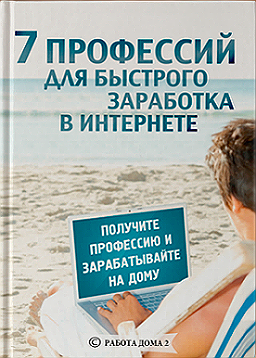 7 ПРОФЕССИЙ
ДЛЯ БЫСТРОГО
ЗАРАБОТКА
В ИНТЕРНЕТЕ
ПОЛУЧИТЕ
ПРОФЕССИЮ И
ЗАРАБАТЫВАЙТЕ
НА ДОМУ
© РАБОТА ДОМА 2